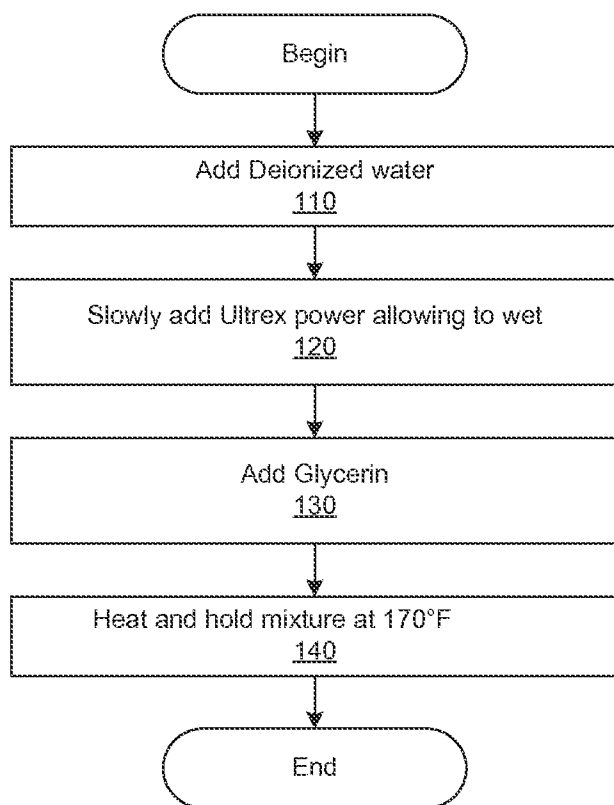 Begin
Add Deionized water
110
Slowly add Ultrex power allowing to wet
120
Add Glycerin
130
Heat and hold mixture at 170°F
140
End